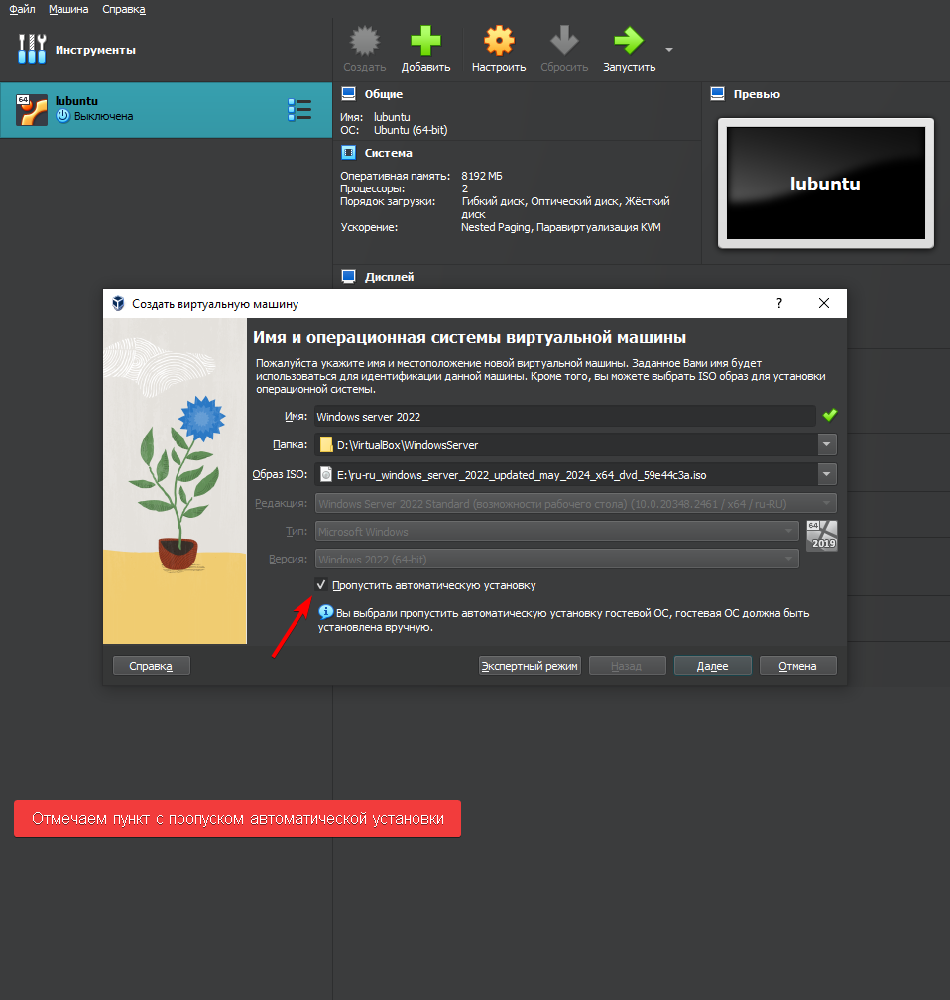 Файл Машина Справка
Инструменты
Создать Добавить Настроить Сбросить Запустить
64
lubuntu
Выключена
Общие
Имя: lubuntu
ОС: Ubuntu (64-bit)
Система
Оперативная память: 8192 МБ
Процессоры: 2
Порядок загрузки: Гибкий диск, Оптический диск, Жёсткий
диск
Ускорение: Nested Paging, Паравиртуализация KVM
Превью
lubuntu
Дисплей
Создать виртуальную машину
?
Имя и операционная системы виртуальной машины
Пожалуйста укажите имя и местоположение новой виртуальной машины. Заданное Вами имя будет
использоваться для идентификации данной машины. Кроме того, вы можете выбрать ISO образ для установки
операционной системы.
Имя: Windows server 2022
Папка: D:\VirtualBox\WindowsServer
Образ ISO: E:\ru-ru_windows_server_2022_updated_may_2024_x64_dvd_59e44c3a.iso
Редакция: Windows Server 2022 Standard (возможности рабочего стола) (10.0.20348.2461 / x64 / ru-RU)
Тип: Microsoft Windows
64
2019
Версия: Windows 2022 (64-bit)
Пропустить автоматическую установку
Вы выбрали пропустить автоматическую установку гостевой ОС, гостевая ОС должна быть
установлена вручную.
Справка Экспертный режим Назад Далее Отмена
Отмечаем пункт с пропуском автоматической установки